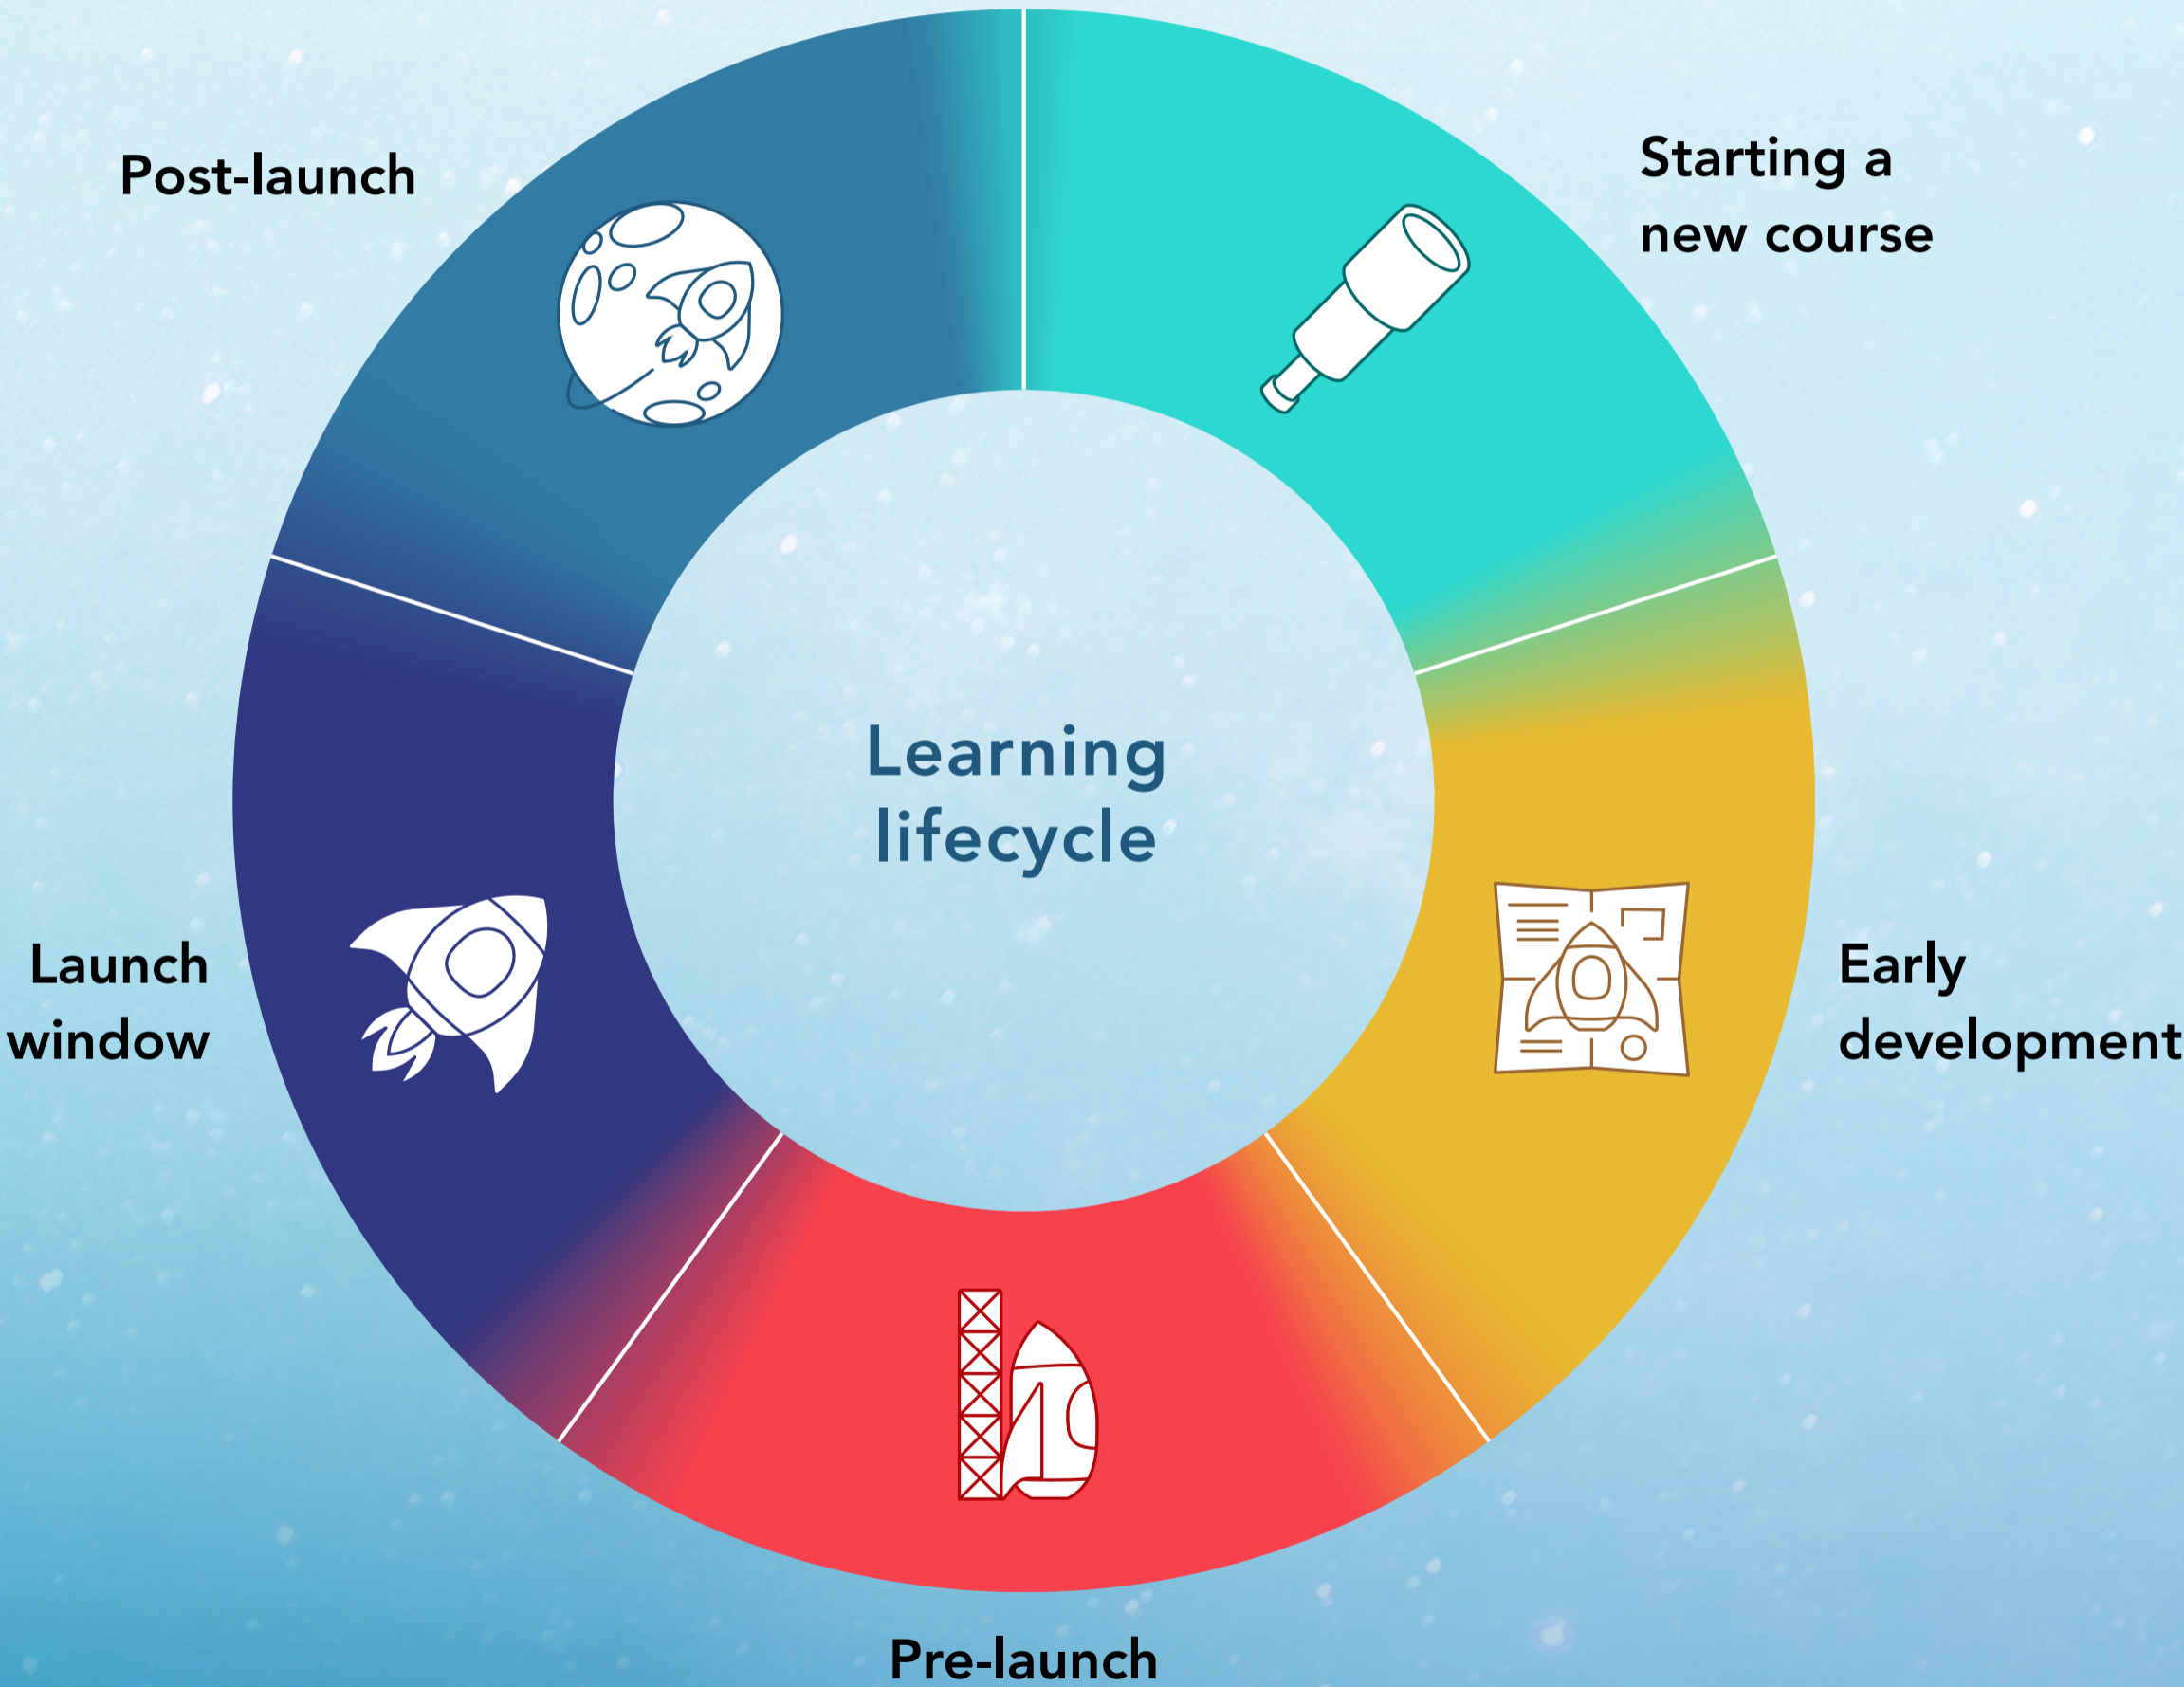 Post-launch
Starting a
new course
Learning
lifecycle
Launch
window
Early
development
Pre-launch